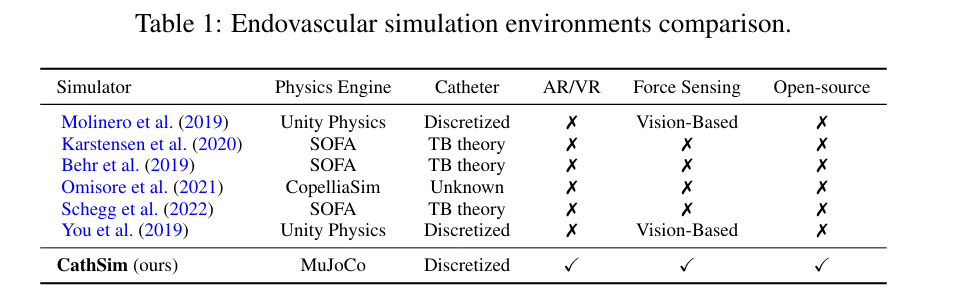 Table 1: Endovascular simulation environments comparison.
Simulator Physics Engine Catheter AR/VR Force Sensing Open-source
Molinero et al. (2019) Unity Physics Discretized ✗ Vision-Based ✗
Karstensen et al. (2020) SOFA TB theory ✗ ✗ ✗
Behr et al. (2019) SOFA TB theory ✗ ✗ ✗
Omisore et al. (2021) CopelliaSim Unknown ✗ ✗ ✗
Schegg et al. (2022) SOFA TB theory ✗ ✗ ✗
You et al. (2019) Unity Physics Discretized ✗ Vision-Based ✗
CathSim (ours) MuJoCo Discretized ✓ ✓ ✓